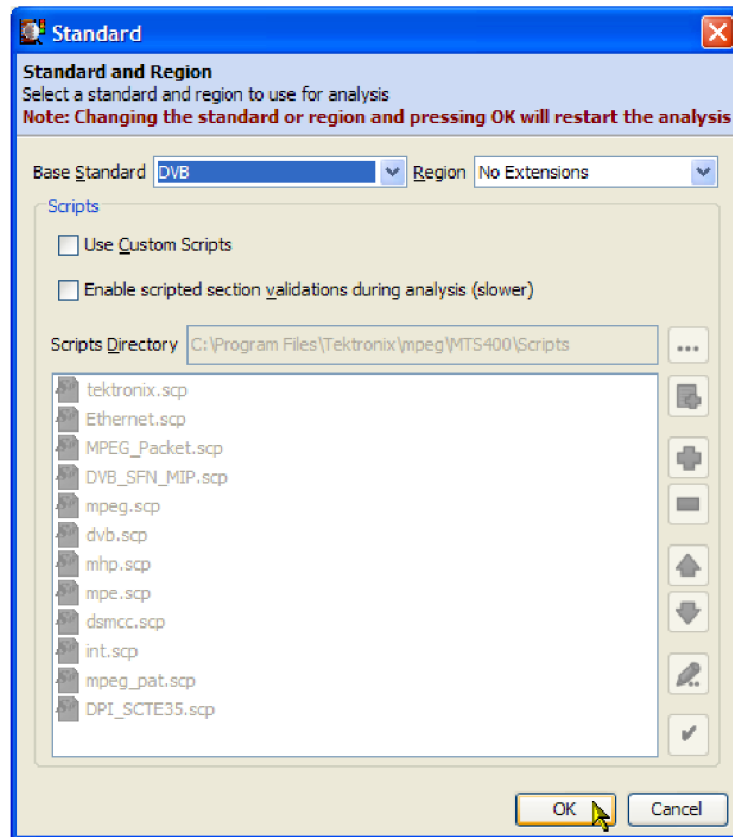 Standard
Standard and Region
Select a standard and region to use for analysis
Note: Changing the standard or region and pressing OK will restart the analysis
Base Standard DVB Region No Extensions
Scripts
Use Custom Scripts
Enable scripted section validations during analysis (slower)
Scripts Directory C:\Program Files\Tektronix\mpeg\MTS400\Scripts ...
tektronix.scp
Ethernet.scp
MPEG_Packet.scp
DVB_SFN_MIP.scp
mpeg.scp
dvb.scp
mhp.scp
mpe.scp
dsmcc.scp
int.scp
mpeg_pat.scp
DPI_SCTE35.scp
OK Cancel